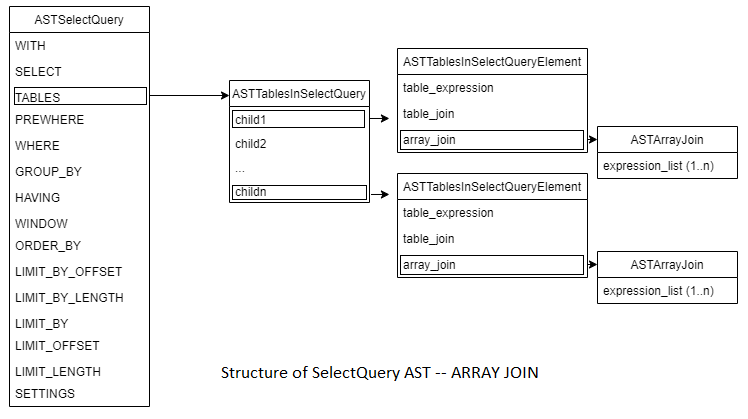 ASTSelectQuery
WITH
SELECT
TABLES
PREWHERE
WHERE
GROUP_BY
HAVING
WINDOW
ORDER_BY
LIMIT_BY_OFFSET
LIMIT_BY_LENGTH
LIMIT_BY
LIMIT_OFFSET
LIMIT_LENGTH
SETTINGS
ASTTablesInSelectQuery
child1
child2
...
childn
ASTTablesInSelectQueryElement
table_expression
table_join
array_join
ASTArrayJoin
expression_list (1..n)
ASTTablesInSelectQueryElement
table_expression
table_join
array_join
ASTArrayJoin
expression_list (1..n)
Structure of SelectQuery AST -- ARRAY JOIN